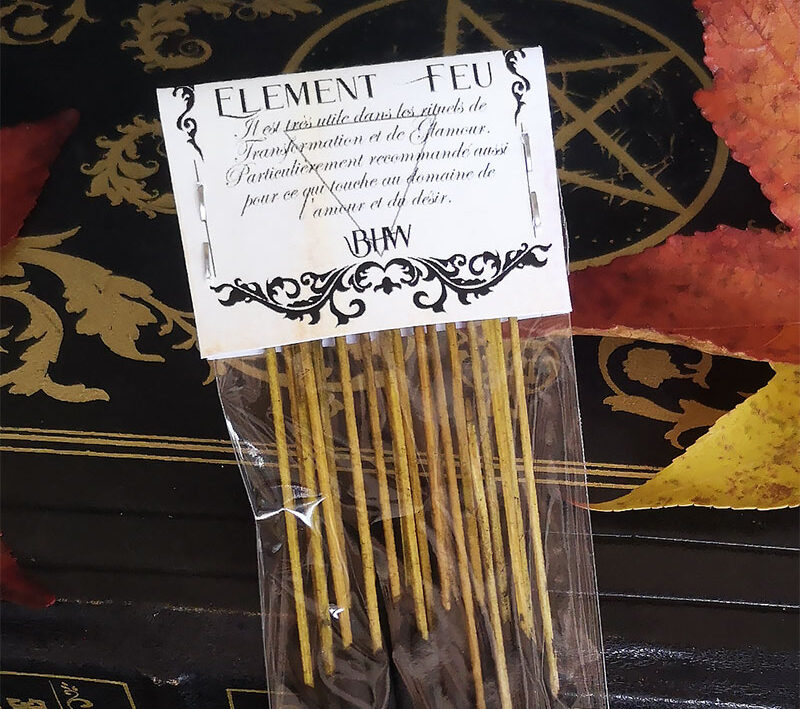 ELEMENT FEU
Il est très utile dans les rituels de
Transformation et de Glamour.
Particulièrement recommandé aussi
pour ce qui touche au domaine de
l'amour et du désir.
BHW